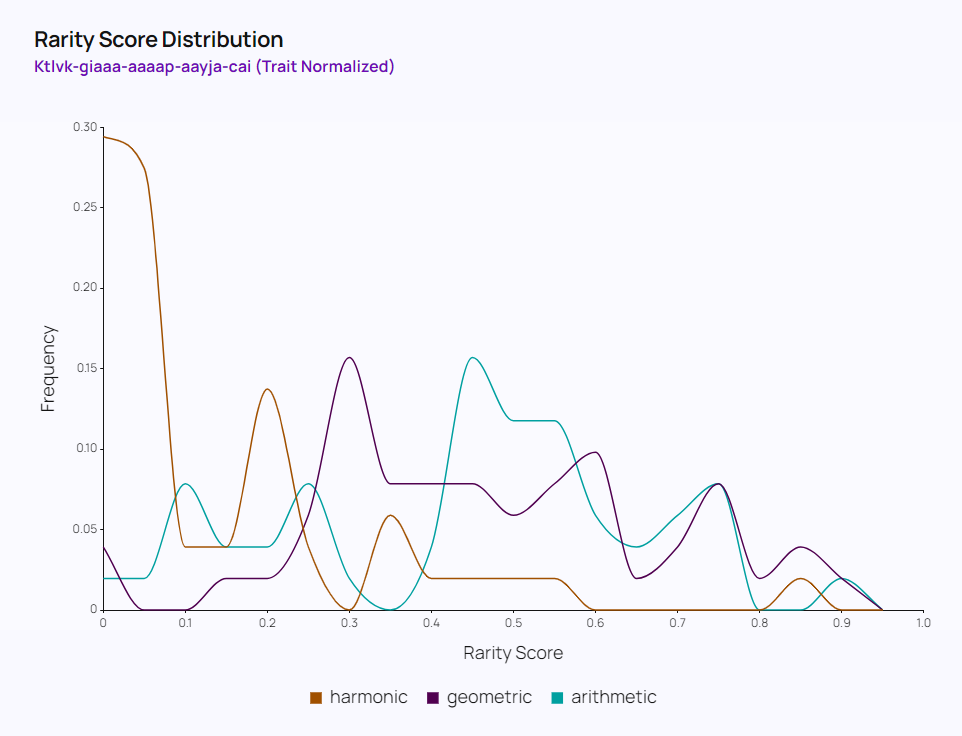 Rarity Score Distribution
Ktlvk-giaaa-aaaap-aayja-cai (Trait Normalized)
0.30
0.25
0.20
0.15
0.10
0.05
0
Frequency
0 0.1 0.2 0.3 0.4 0.5 0.6 0.7 0.8 0.9 1.0
Rarity Score
harmonic geometric arithmetic